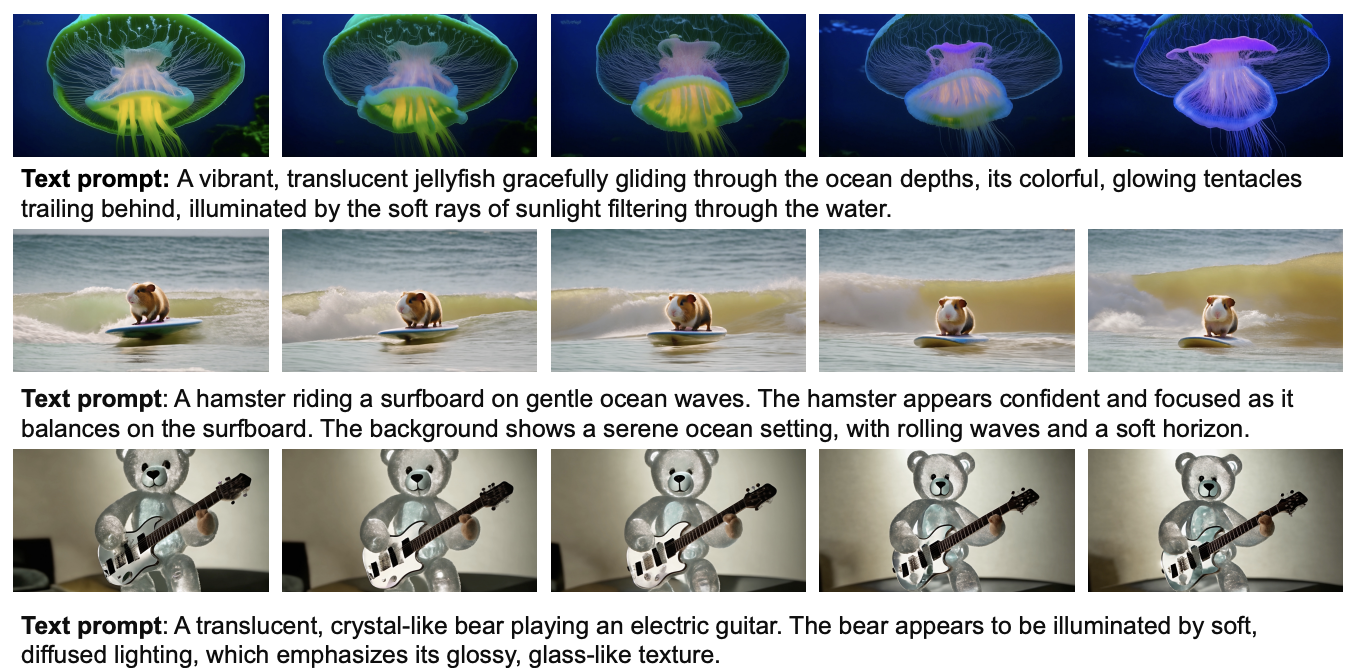 Text prompt: A vibrant, translucent jellyfish gracefully gliding through the ocean depths, its colorful, glowing tentacles
trailing behind, illuminated by the soft rays of sunlight filtering through the water.
Text prompt: A hamster riding a surfboard on gentle ocean waves. The hamster appears confident and focused as it
balances on the surfboard. The background shows a serene ocean setting, with rolling waves and a soft horizon.
Text prompt: A translucent, crystal-like bear playing an electric guitar. The bear appears to be illuminated by soft,
diffused lighting, which emphasizes its glossy, glass-like texture.